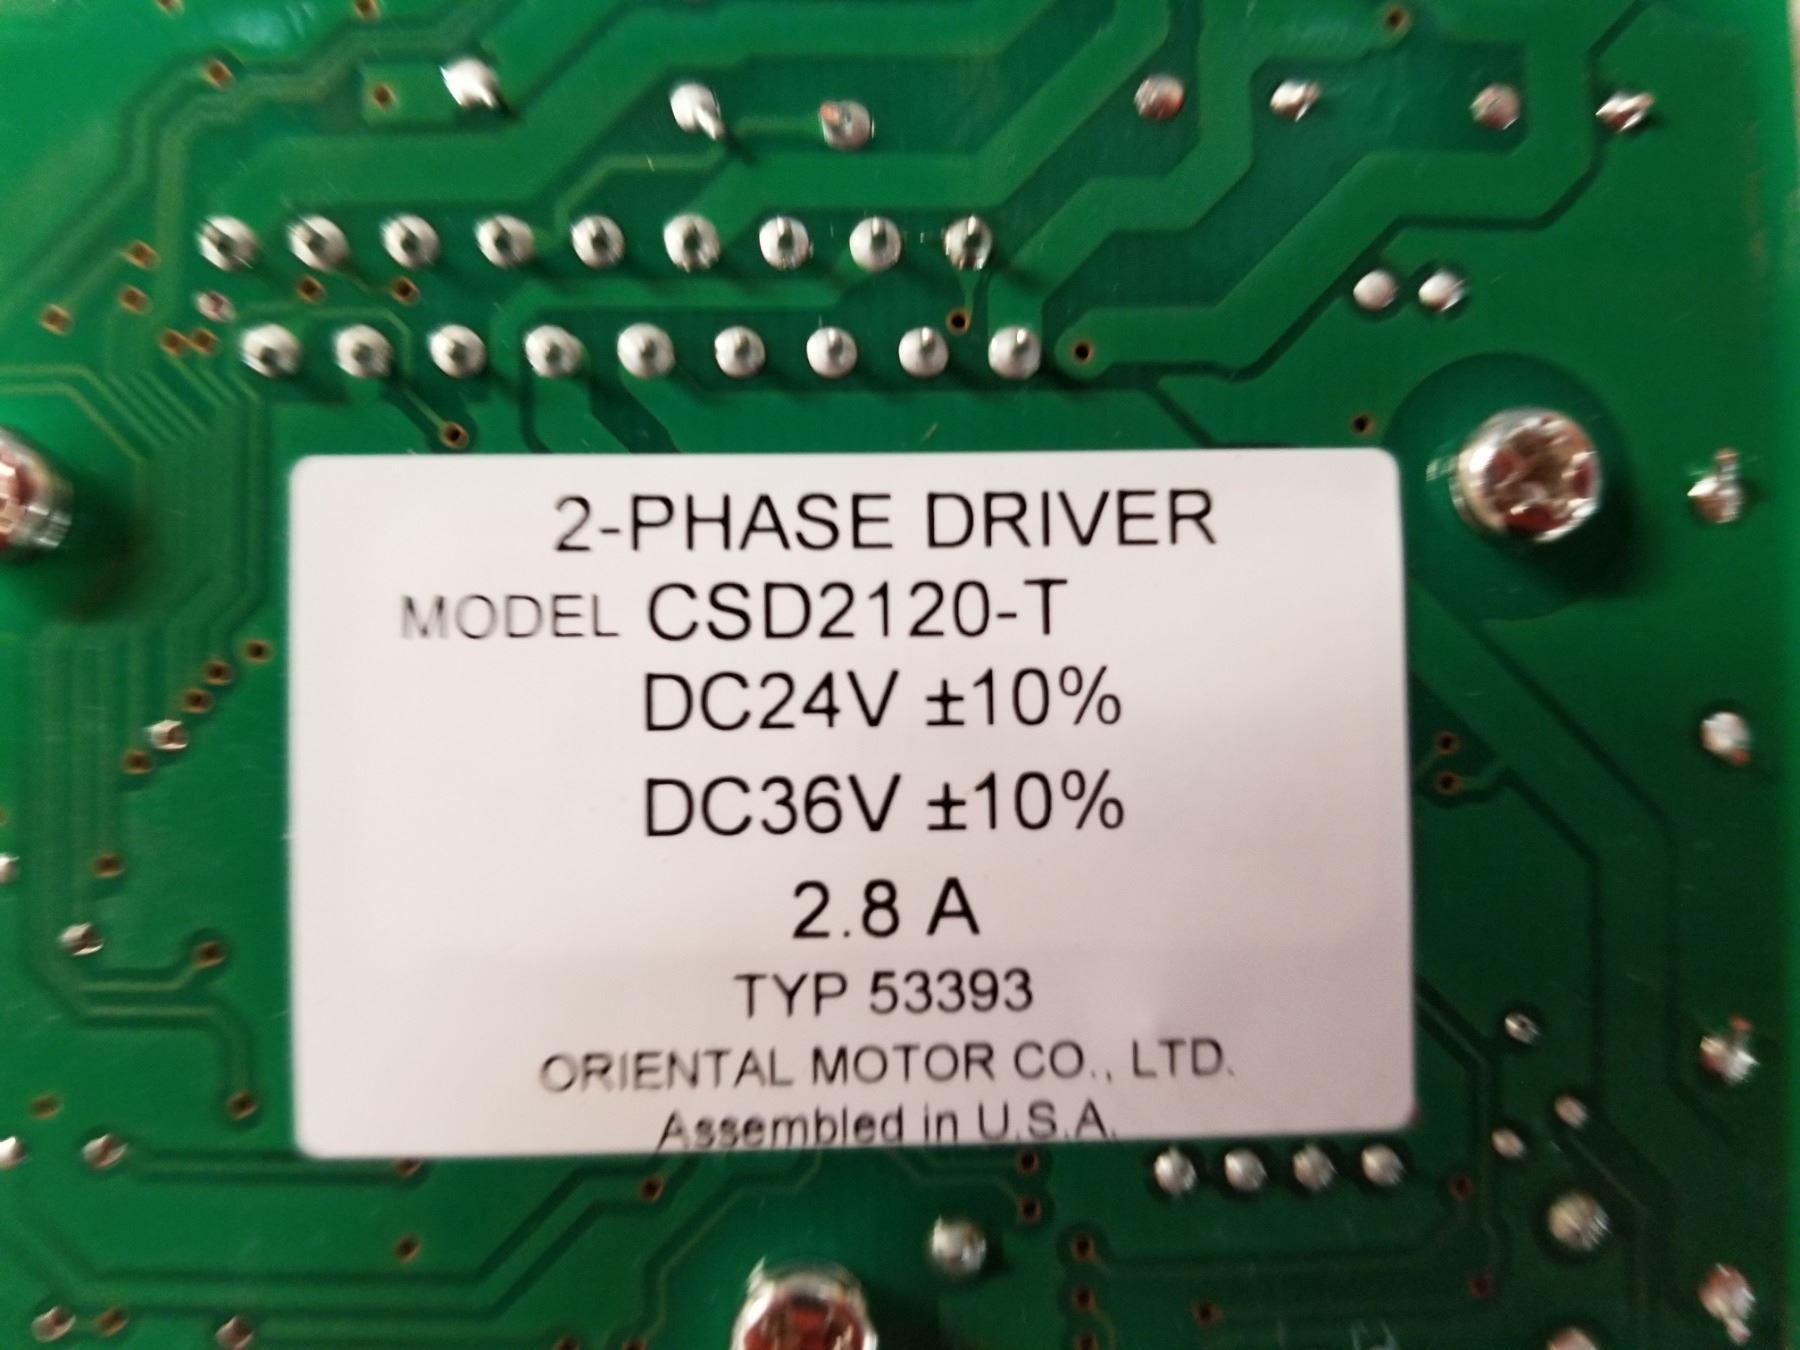 2-PHASE DRIVER
MODEL CSD2120-T
DC24V ±10%
DC36V ±10%
2.8 A
TYP 53393
ORIENTAL MOTOR CO., LTD.
Assembled in U.S.A.